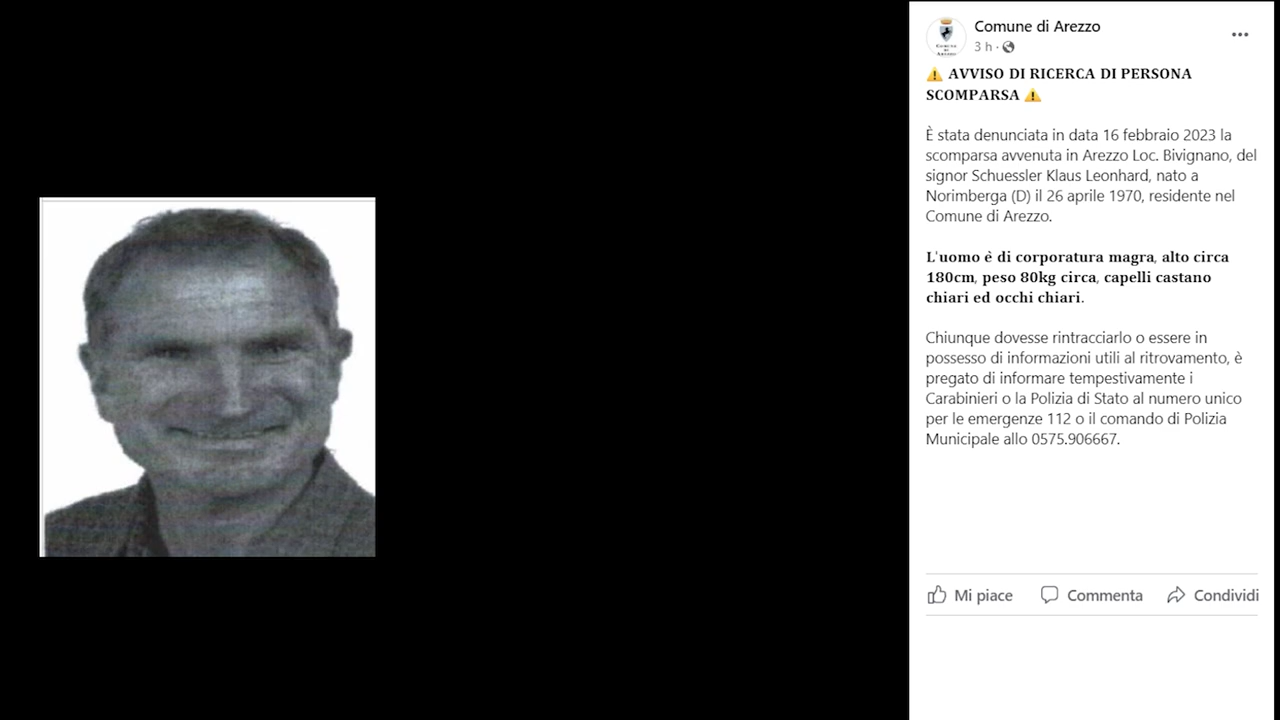 Comune di Arezzo
3 h ·
⚠️ AVVISO DI RICERCA DI PERSONA
SCOMPARSA ⚠️
È stata denunciata in data 16 febbraio 2023 la
scomparsa avvenuta in Arezzo Loc. Bivignano, del
signor Schuessler Klaus Leonhard, nato a
Norimberga (D) il 26 aprile 1970, residente nel
Comune di Arezzo.
L'uomo è di corporatura magra, alto circa
180cm, peso 80kg circa, capelli castano
chiari ed occhi chiari.
Chiunque dovesse rintracciarlo o essere in
possesso di informazioni utili al ritrovamento, è
pregato di informare tempestivamente i
Carabinieri o la Polizia di Stato al numero unico
per le emergenze 112 o il comando di Polizia
Municipale allo 0575.906667.
Mi piace Commenta Condividi